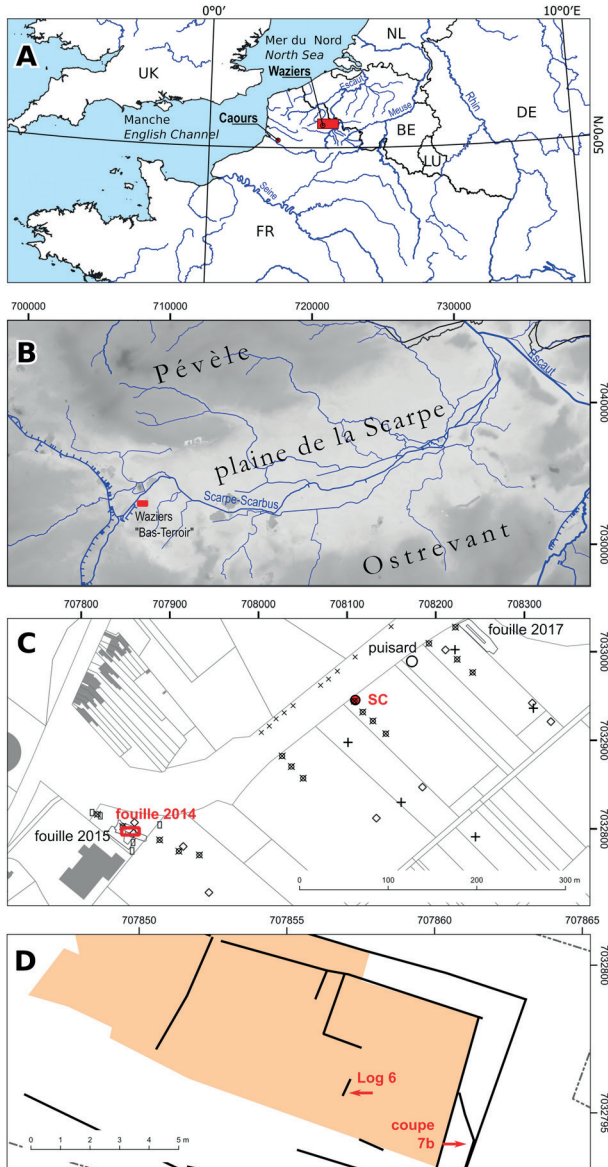 0°0'
10°0'E
A
Mer du Nord
North Sea
NL
Waziers
UK
Escaut
Rhin
DE
Manche
English Channel
Caours
Meuse
BE
50°0'N
LU
Seine
FR
700000
710000
720000
730000
B
Pévèle
Escaut
7040000
plaine de la Scarpe
Scarpe-Scarbus
Waziers
"Bas-Terroir"
Ostrevant
7030000
707800
707900
708000
708100
708200
708300
C
puisard
fouille 2017
7033000
SC
7032900
fouille 2014
fouille 2015
7032800
0
100
200
300 m
707850
707855
707860
707865
D
7032800
Log 6
coupe
7b
7032795
0
1
2
3
4
5 m